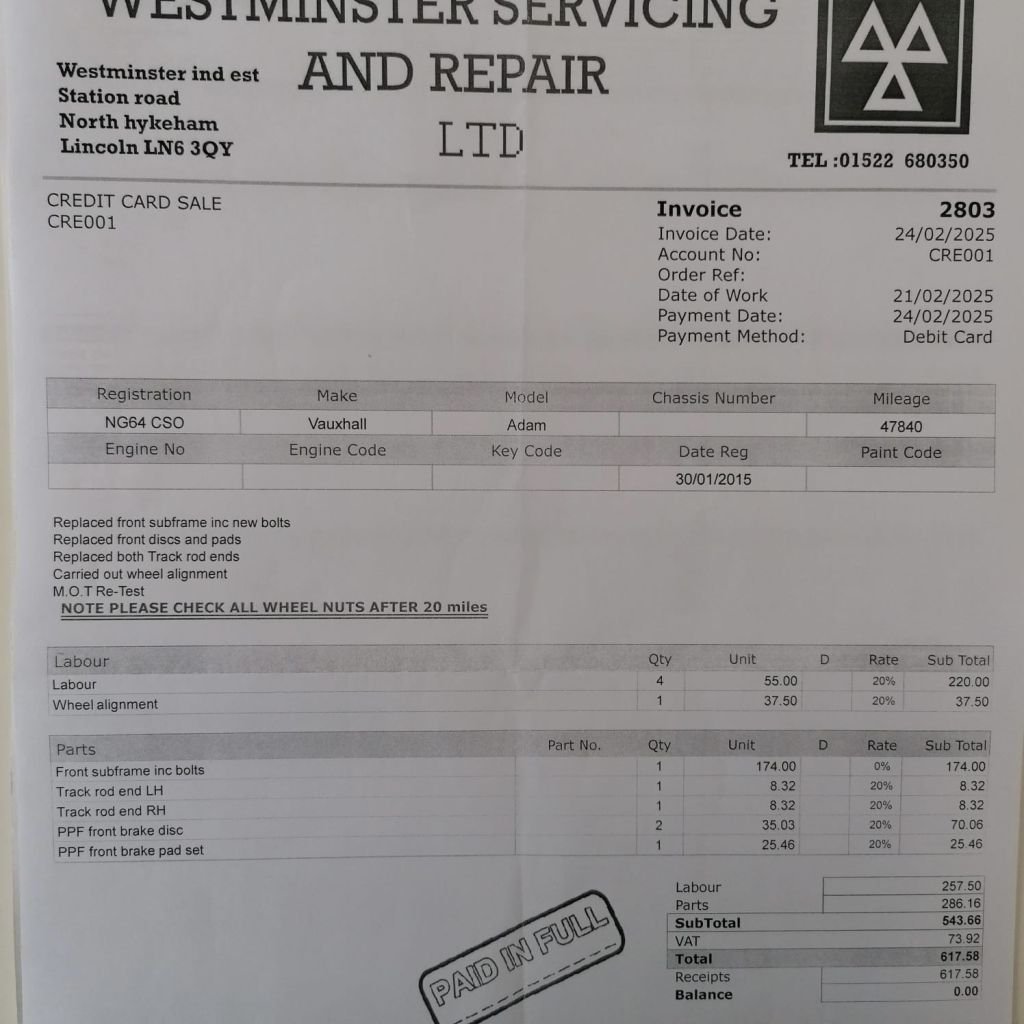 WESTMINSTER SERVICING
AND REPAIR
LTD
Westminster ind est
Station road
North hykeham
Lincoln LN6 3QY
TEL :01522 680350
CREDIT CARD SALE
CRE001
Invoice 2803
Invoice Date: 24/02/2025
Account No: CRE001
Order Ref:
Date of Work 21/02/2025
Payment Date: 24/02/2025
Payment Method: Debit Card
Registration Make Model Chassis Number Mileage
NG64 CSO Vauxhall Adam 47840
Engine No Engine Code Key Code Date Reg Paint Code
30/01/2015
Replaced front subframe inc new bolts
Replaced front discs and pads
Replaced both Track rod ends
Carried out wheel alignment
M.O.T Re-Test
NOTE PLEASE CHECK ALL WHEEL NUTS AFTER 20 miles
Labour Qty Unit D Rate Sub Total
Labour 4 55.00 20% 220.00
Wheel alignment 1 37.50 20% 37.50
Parts Part No. Qty Unit D Rate Sub Total
Front subframe inc bolts 1 174.00 0% 174.00
Track rod end LH 1 8.32 20% 8.32
Track rod end RH 1 8.32 20% 8.32
PPF front brake disc 2 35.03 20% 70.06
PPF front brake pad set 1 25.46 20% 25.46
Labour 257.50
Parts 286.16
SubTotal 543.66
VAT 73.92
Total 617.58
Receipts 617.58
Balance 0.00
PAID IN FULL